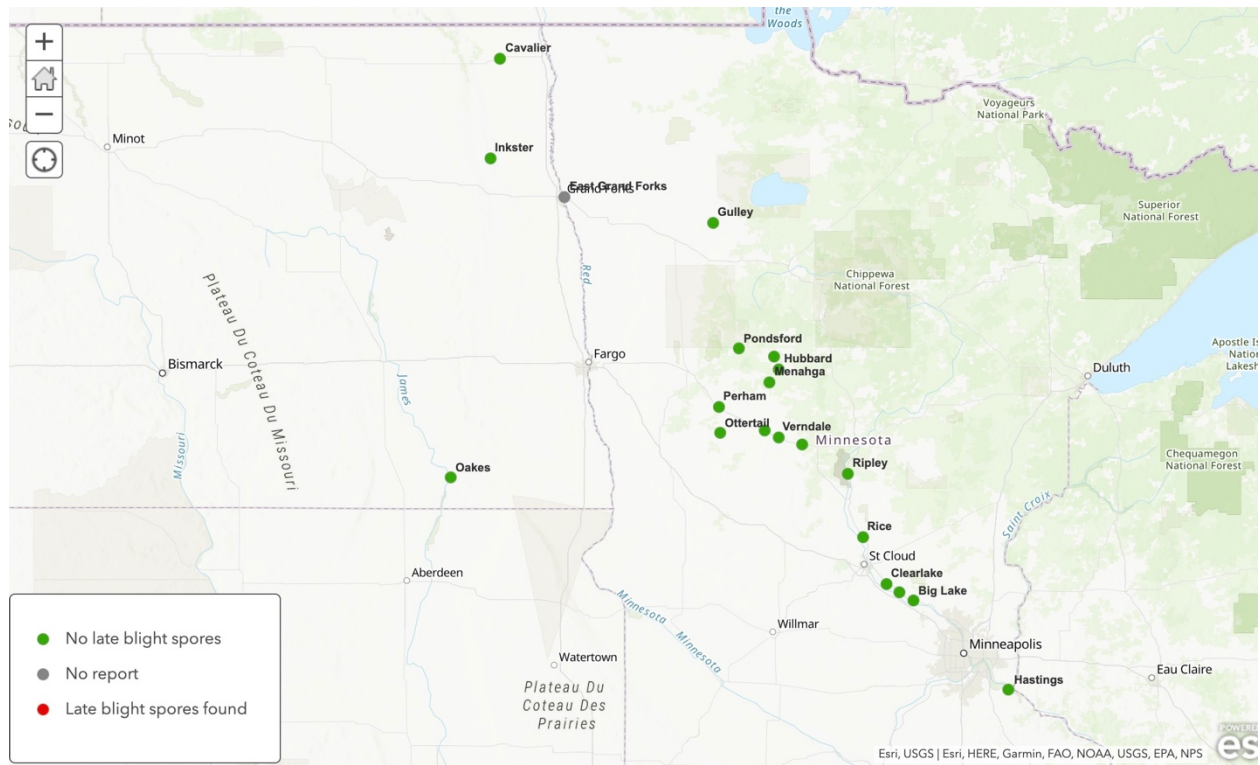 the
Woods
+
−
Cavalier
Voyageurs
National Park
Minot
Inkster
East Grand Forks
Grand Forks
Superior
National Forest
Gulley
Red
Chippewa
National Forest
Plateau Du Coteau Du Missouri
Pondsford
Fargo
Hubbard
Menahga
Bismarck
Duluth
Apostle Is
Nation
Lakesh
James
Perham
Ottertail
Verndale
Minnesota
Missouri
Chequamegon
National Forest
Oakes
Ripley
Saint Croix
Rice
St Cloud
Aberdeen
Clearlake
Big Lake
Minnesota
Minnesota
Willmar
Minneapolis
Watertown
Eau Claire
Plateau Du
Coteau Des
Prairies
Hastings
No late blight spores
No report
Late blight spores found
POWERE
es
Esri, USGS | Esri, HERE, Garmin, FAO, NOAA, USGS, EPA, NPS